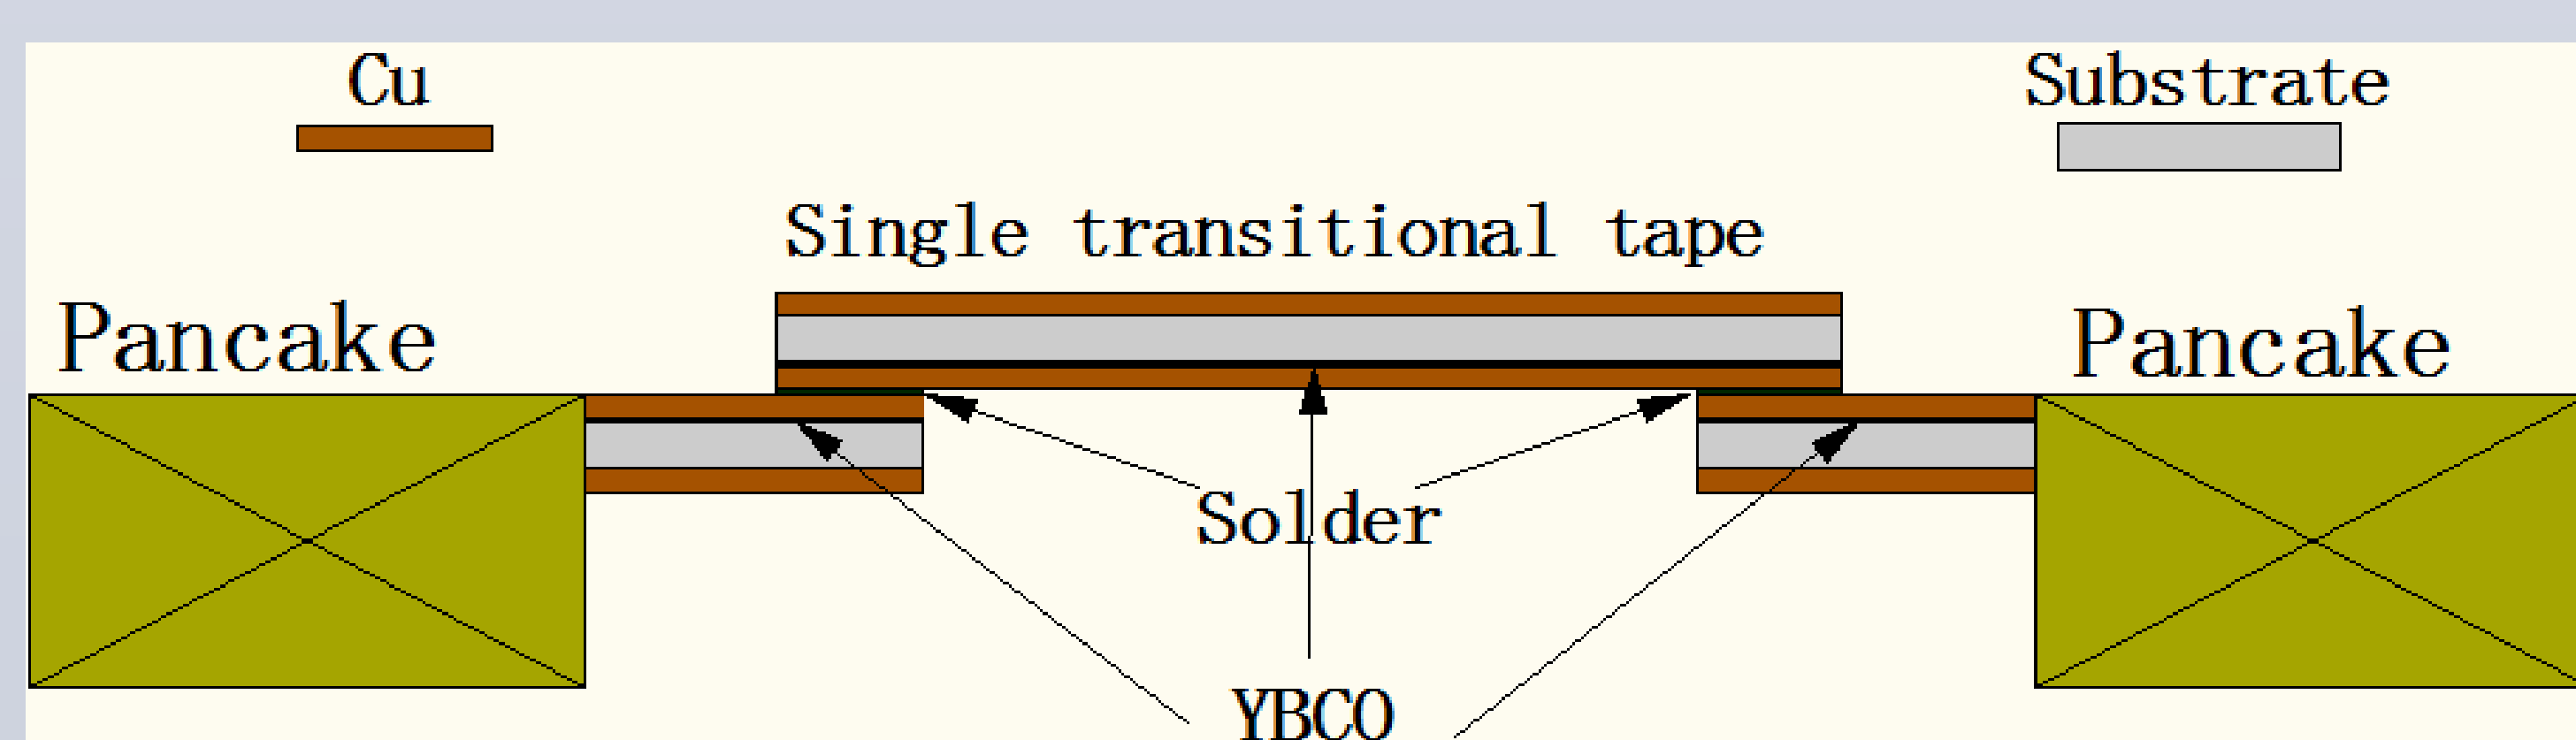 Cu
Substrate
Single transitional tape
Pancake
Pancake
Solder
YBCO